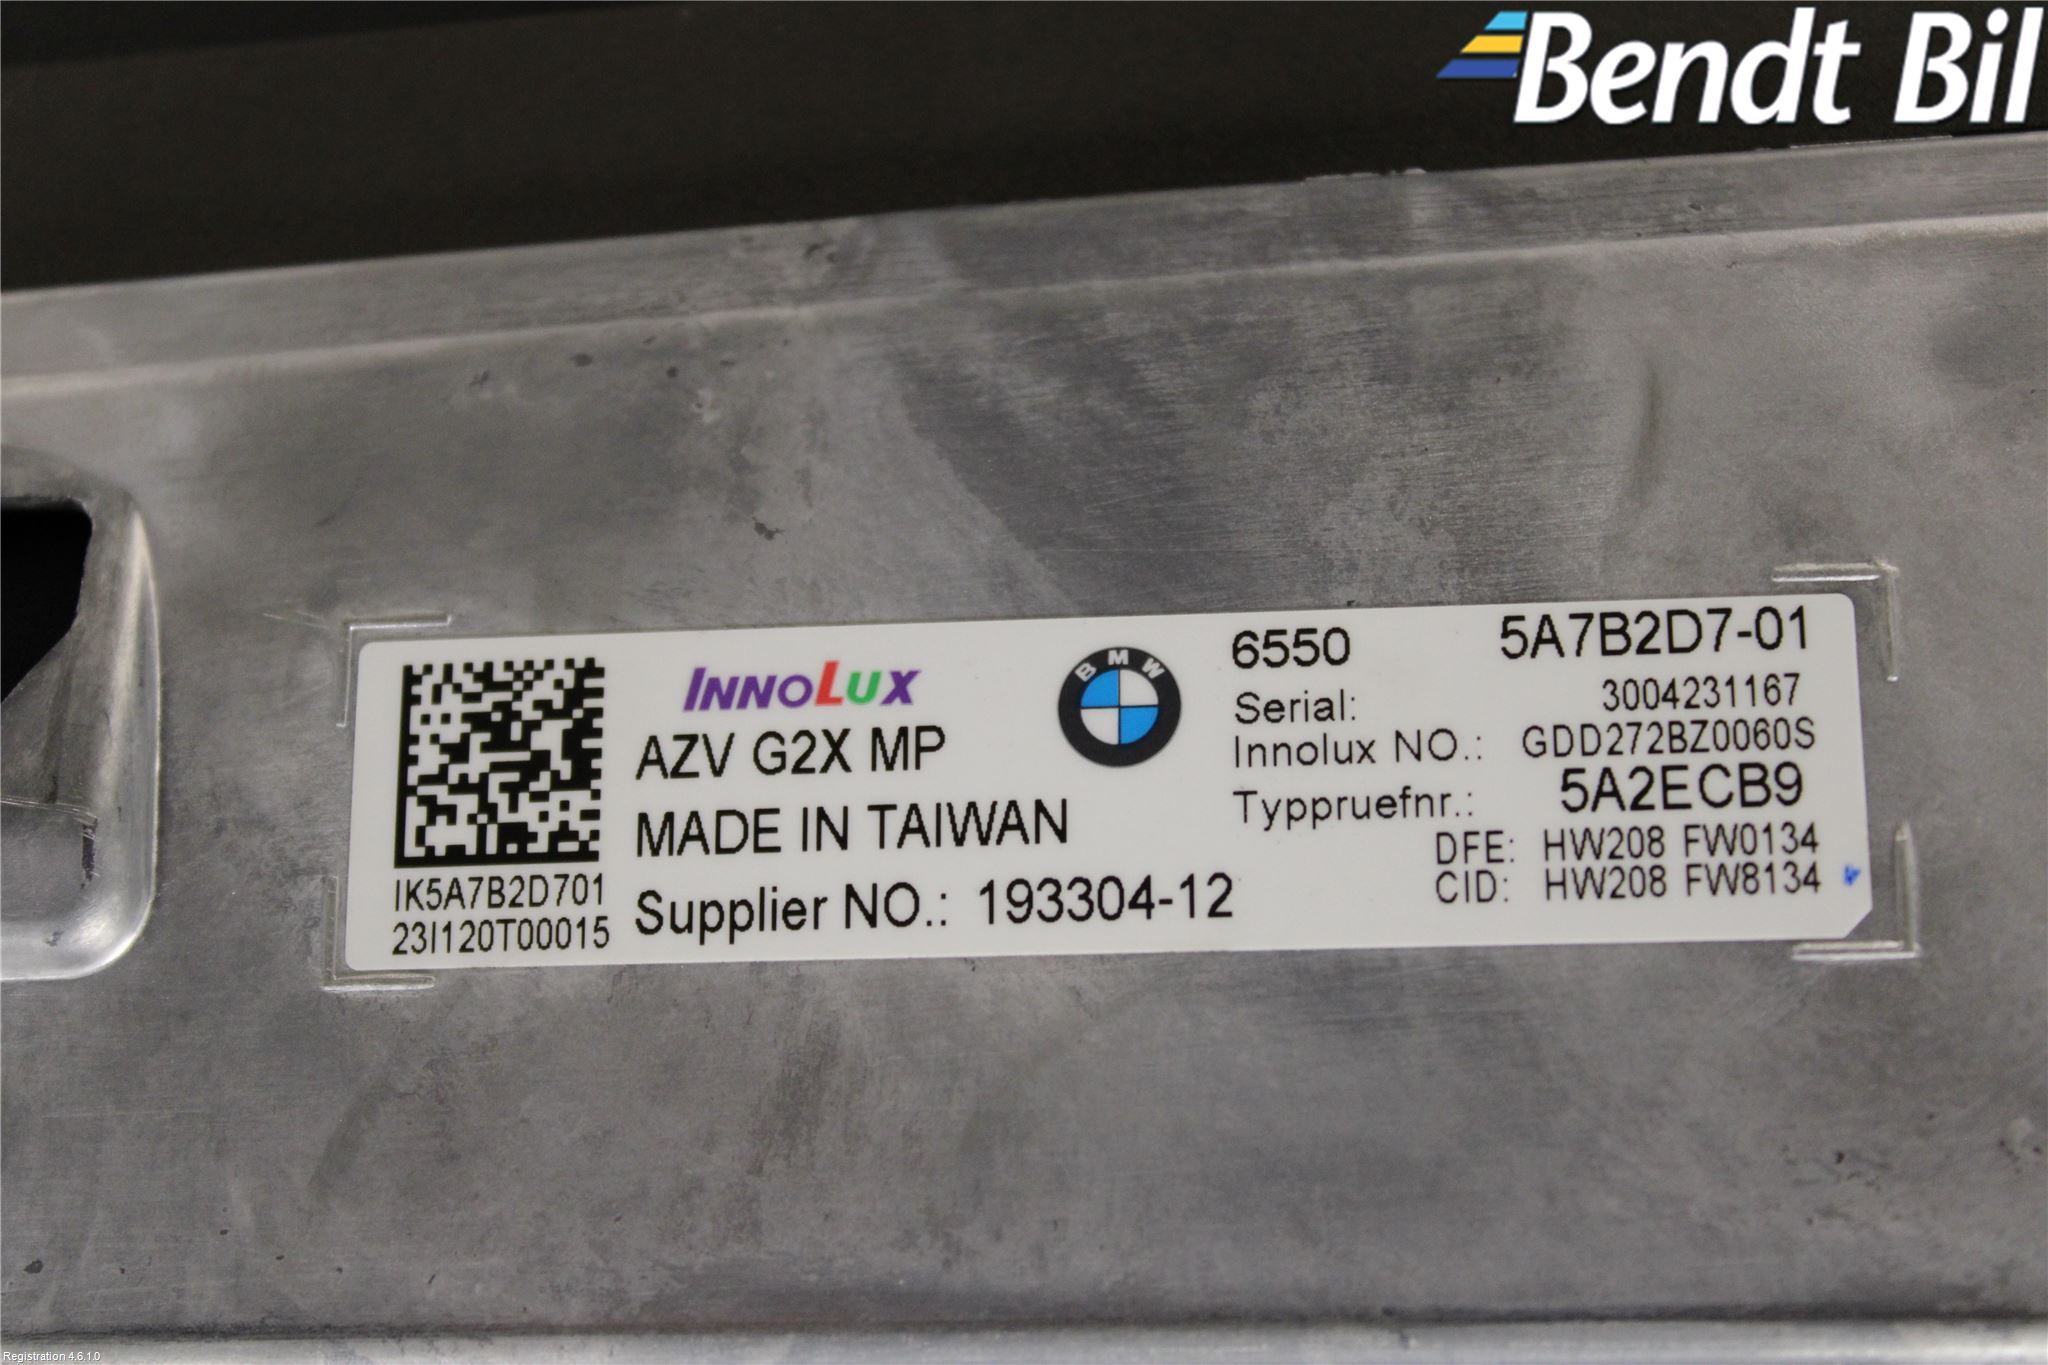 Bendt Bil
INNOLUX
AZV G2X MP
MADE IN TAIWAN
Supplier NO.: 193304-12
IK5A7B2D701
23I120T00015
BMW
6550 5A7B2D7-01
Serial: 3004231167
Innolux NO.: GDD272BZ0060S
Typpruefnr.: 5A2ECB9
DFE: HW208 FW0134
CID: HW208 FW8134
Registration 4.6.1.0